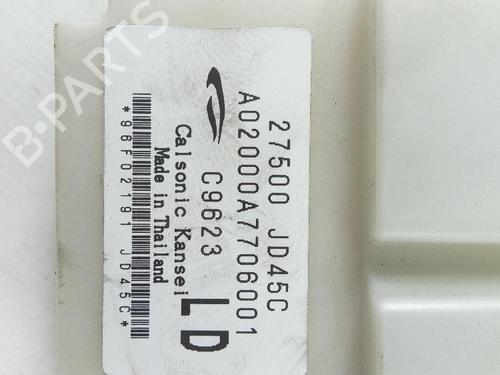 27500 JD45C
A02000A7706001
C9623 LD
Calsonic Kansei
Made in Thailand
*96F02191 JD45C*
B-PARTS